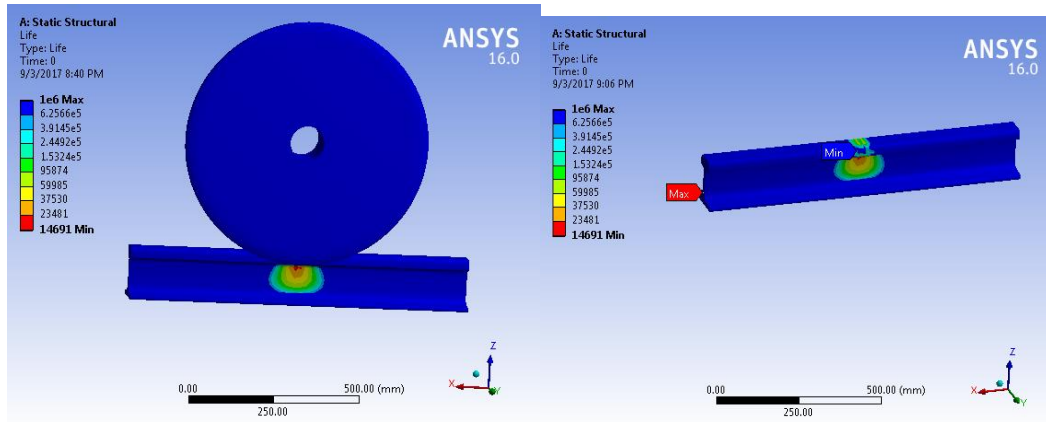 A: Static Structural
Life
Type: Life
Time: 0
9/3/2017 8:40 PM
1e6 Max
6.2566e5
3.9145e5
2.4492e5
1.5324e5
95874
59985
37530
23481
14691 Min
ANSYS
16.0
Z
X
Y
0.00
500.00 (mm)
250.00
A: Static Structural
Life
Type: Life
Time: 0
9/3/2017 9:06 PM
1e6 Max
6.2566e5
3.9145e5
2.4492e5
1.5324e5
95874
59985
37530
23481
14691 Min
ANSYS
16.0
Min
Max
Z
X
Y
0.00
500.00 (mm)
250.00